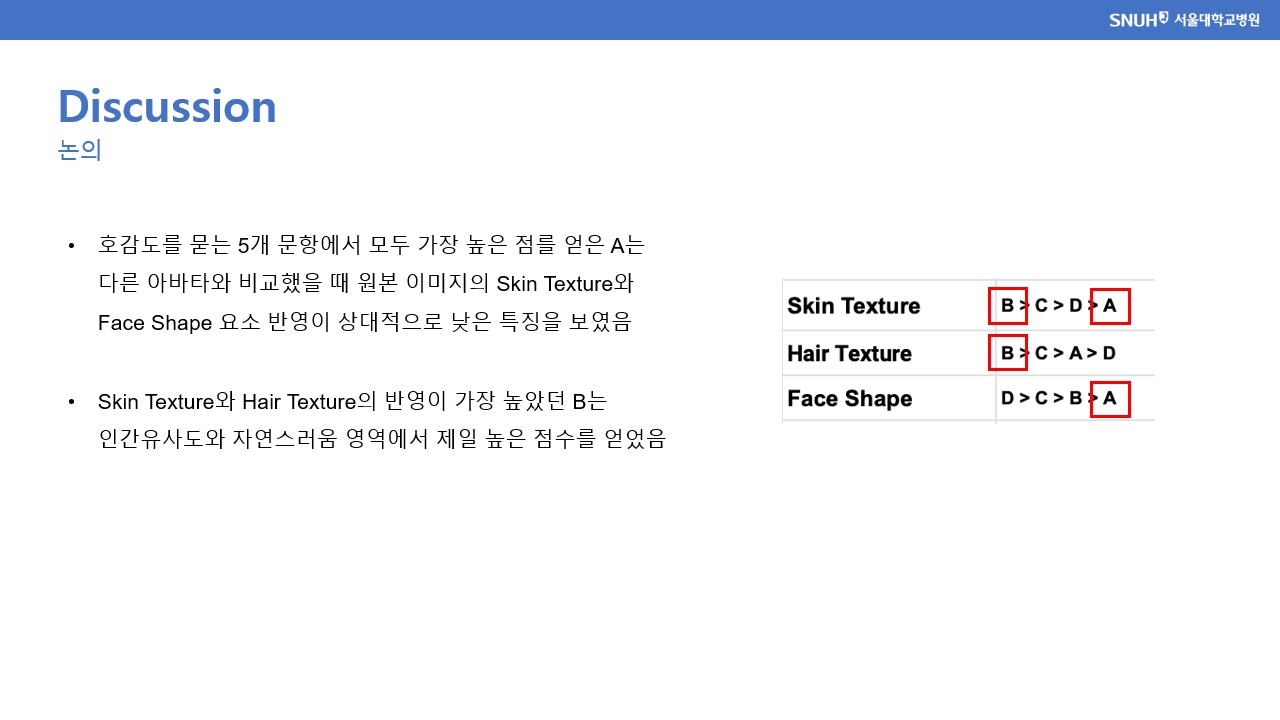 SNUH 서울대학교병원
Discussion
논의
• 호감도를 묻는 5개 문항에서 모두 가장 높은 점를 얻은 A는
다른 아바타와 비교했을 때 원본 이미지의 Skin Texture와
Face Shape 요소 반영이 상대적으로 낮은 특징을 보였음
• Skin Texture와 Hair Texture의 반영이 가장 높았던 B는
인간유사도와 자연스러움 영역에서 제일 높은 점수를 얻었음
Skin Texture B > C > D > A
Hair Texture B > C > A > D
Face Shape D > C > B > A